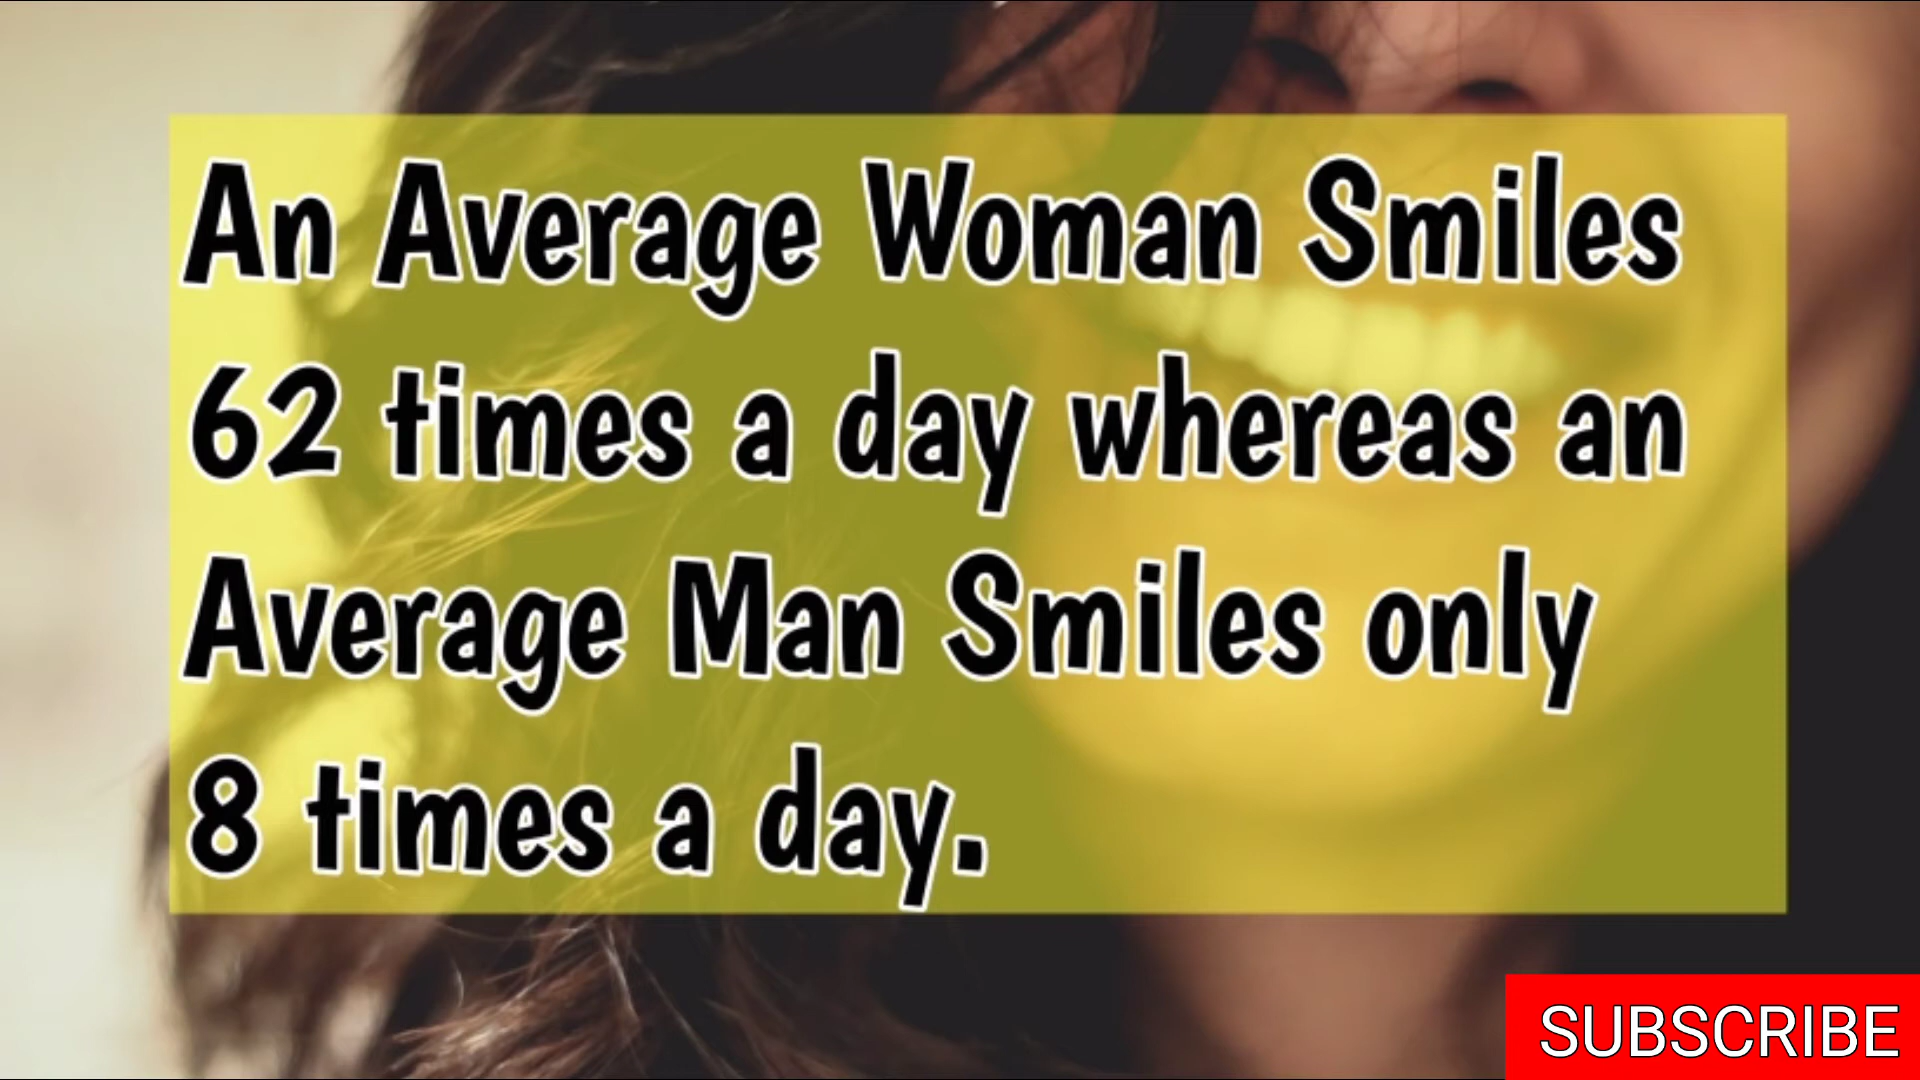 An Average Woman Smiles
62 times a day whereas an
Average Man Smiles only
8 times a day.
SUBSCRIBE